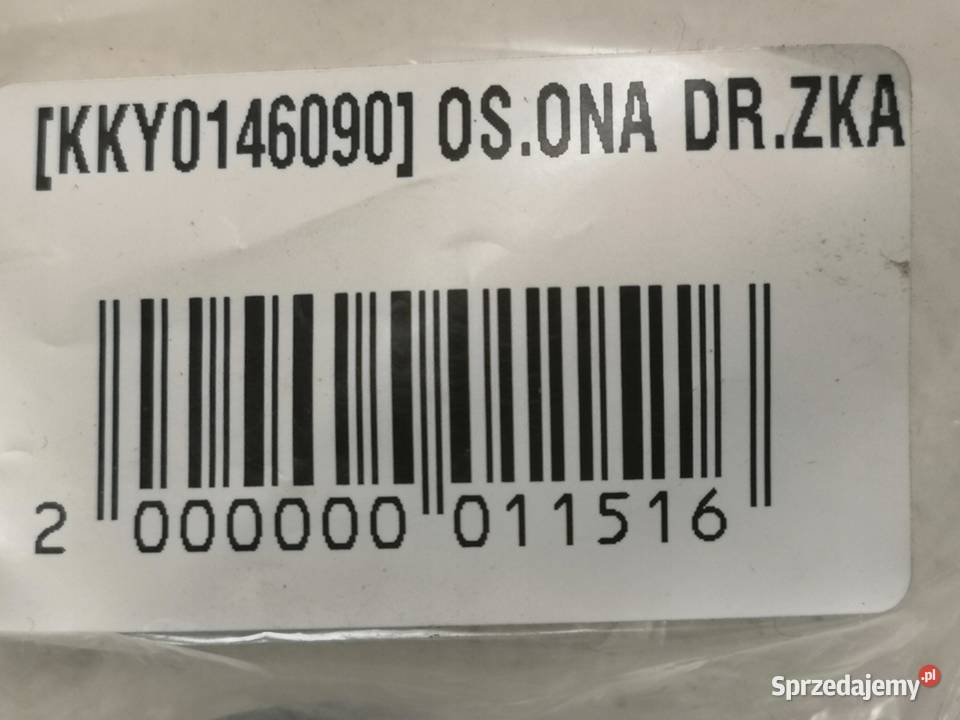 [KKY0146090] OS.ONA DR.ZKA
2 000000 011516
Sprzedajemy.pl